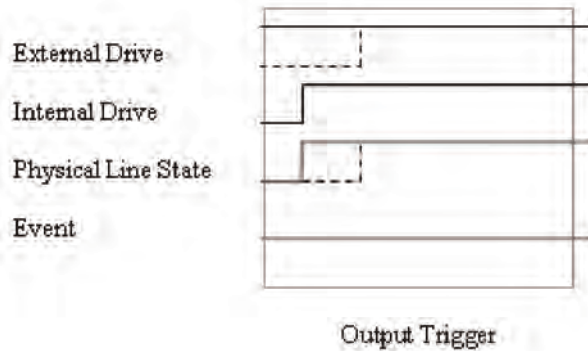 External Drive
Internal Drive
Physical Line State
Event
Output Trigger